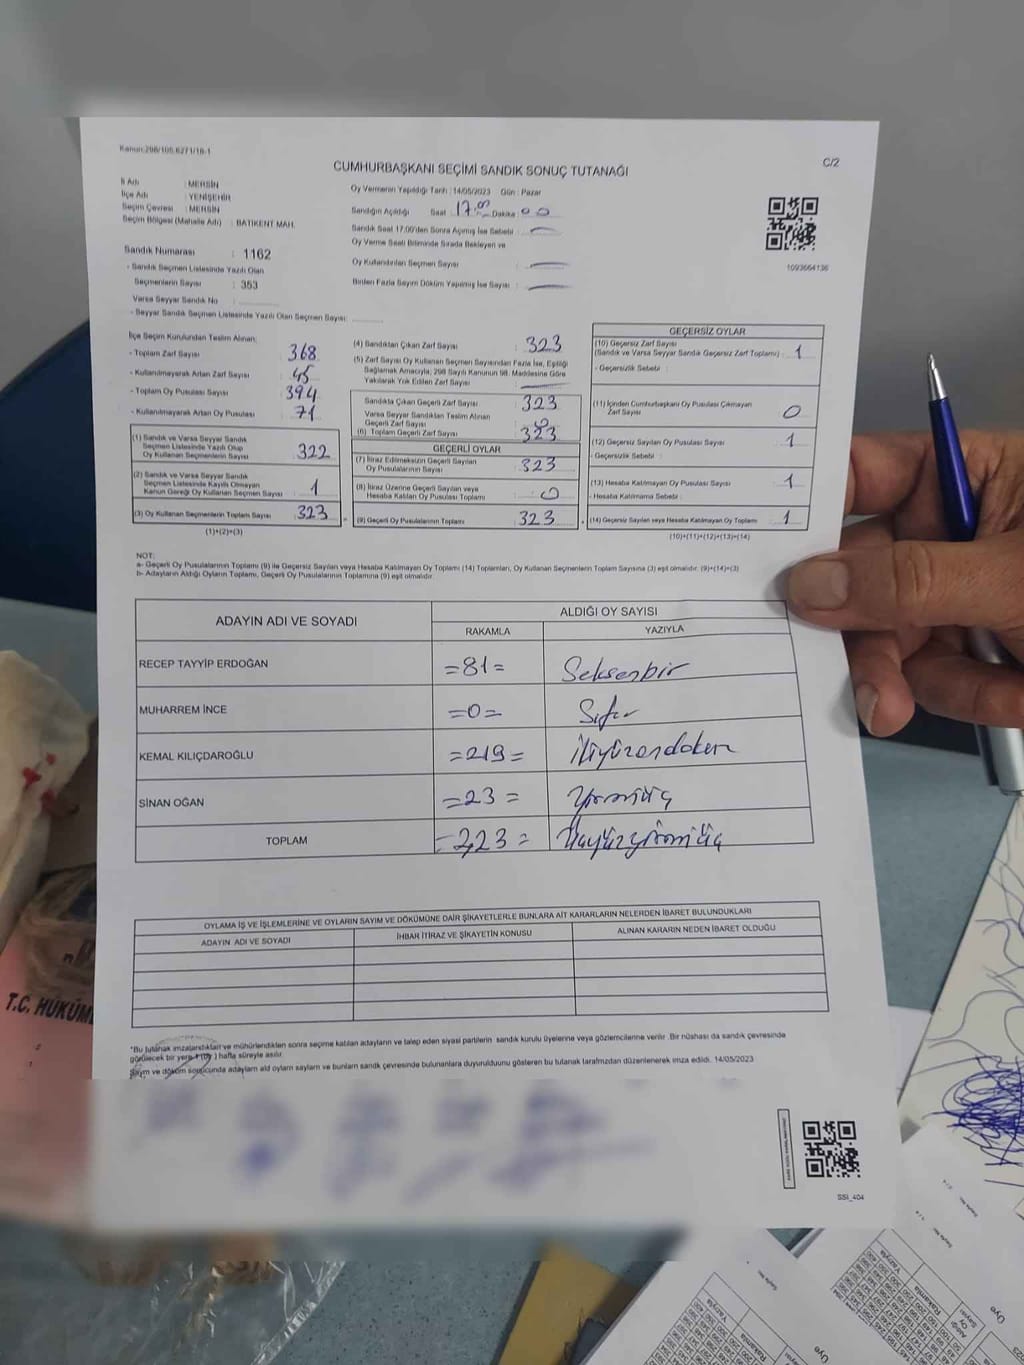 Kanun:298/105.6271/18-1
C/2
CUMHURBAŞKANI SEÇİMİ SANDIK SONUÇ TUTANAĞI
İl Adı : MERSİN
İlçe Adı : YENİŞEHİR
Seçim Çevresi : MERSİN
Seçim Bölgesi (Mahalle Adı) : BATIKENT MAH.
Oy Vermenin Yapıldığı Tarih : 14/05/2023 Gün : Pazar
Sandığın Açıldığı Saat : 17:00 Dakika : 00
Sandık Saat 17:00'den Sonra Açılmış İse Sebebi :
Oy Verme Saati Bitiminde Sırada Bekleyen ve
Oy Kullandırılan Seçmen Sayısı :
Birden Fazla Sayım Döküm Yapılmış İse Sayısı :
1093664136
Sandık Numarası : 1162
- Sandık Seçmen Listesinde Yazılı Olan
Seçmenlerin Sayısı : 353
Varsa Seyyar Sandık No :
- Seyyar Sandık Seçmen Listesinde Yazılı Olan Seçmen Sayısı:
İlçe Seçim Kurulundan Teslim Alınan:
- Toplam Zarf Sayısı : 368
- Kullanılmayarak Artan Zarf Sayısı : 45
- Toplam Oy Pusulası Sayısı : 394
- Kullanılmayarak Artan Oy Pusulası : 71
(1) Sandık ve Varsa Seyyar Sandık
Seçmen Listesinde Yazılı Olup
Oy Kullanan Seçmenlerin Sayısı : 322
(2) Sandık ve Varsa Seyyar Sandık
Seçmen Listesinde Kayıtlı Olmayan
Kanun Gereği Oy Kullanan Seçmen Sayısı : 1
(3) Oy Kullanan Seçmenlerin Toplam Sayısı : 323
(1)+(2)=(3)
(4) Sandıktan Çıkan Zarf Sayısı : 323
(5) Zarf Sayısı Oy Kullanan Seçmen Sayısından Fazla İse, Eşitliği
Sağlamak Amacıyla; 298 Sayılı Kanunun 98. Maddesine Göre
Yakılarak Yok Edilen Zarf Sayısı :
Sandıkta Çıkan Geçerli Zarf Sayısı : 323
Varsa Seyyar Sandıktan Teslim Alınan
Geçerli Zarf Sayısı : 0
(6) Toplam Geçerli Zarf Sayısı : 323
GEÇERLİ OYLAR
(7) İtiraz Edilmeksizin Geçerli Sayılan
Oy Pusulalarının Sayısı : 323
(8) İtiraz Üzerine Geçerli Sayılan veya
Hesaba Katılan Oy Pusulası Toplamı : 0
(9) Geçerli Oy Pusulalarının Toplamı : 323
GEÇERSİZ OYLAR
(10) Geçersiz Zarf Sayısı
(Sandık ve Varsa Seyyar Sandık Geçersiz Zarf Toplamı) : 1
- Geçersizlik Sebebi :
(11) İçinden Cumhurbaşkanı Oy Pusulası Çıkmayan
Zarf Sayısı : 0
(12) Geçersiz Sayılan Oy Pusulası Sayısı : 1
- Geçersizlik Sebebi :
(13) Hesaba Katılmayan Oy Pusulası Sayısı : 1
- Hesaba Katılmama Sebebi :
(14) Geçersiz Sayılan veya Hesaba Katılmayan Oy Toplamı : 1
(10)+(11)+(12)+(13)=(14)
NOT:
a- Geçerli Oy Pusulalarının Toplamı (9) ile Geçersiz Sayılan veya Hesaba Katılmayan Oy Toplamı (14) Toplamları, Oy Kullanan Seçmenlerin Toplam Sayısına (3) eşit olmalıdır. (9)+(14)=(3)
b- Adayların Aldığı Oyların Toplamı, Geçerli Oy Pusulalarının Toplamına (9) eşit olmalıdır.
ADAYIN ADI VE SOYADI
ALDIĞI OY SAYISI
RAKAMLA YAZIYLA
RECEP TAYYİP ERDOĞAN =81= Seksenbir
MUHARREM İNCE =0= Sıfır
KEMAL KILIÇDAROĞLU =219= İkiyüzondokuz
SİNAN OĞAN =23= Yirmiüç
TOPLAM =323= Üçyüzyirmiüç
OYLAMA İŞ VE İŞLEMLERİNE VE OYLARIN SAYIM VE DÖKÜMÜNE DAİR ŞİKAYETLERLE BUNLARA AİT KARARLARIN NELERDEN İBARET BULUNDUKLARI
ADAYIN ADI VE SOYADI İHBAR İTİRAZ VE ŞİKAYETİN KONUSU ALINAN KARARIN NEDEN İBARET OLDUĞU
*Bu tutanak imzalandıktan ve mühürlendikten sonra seçime katılan adayların ve talep eden siyasi partilerin sandık kurulu üyelerine veya gözlemcilerine verilir. Bir nüshası da sandık çevresinde
görülecek bir yere 1 (bir) hafta süreyle asılır.
Sayım ve döküm sonucunda adayların aldı oyların sayıları ve bunların sandık çevresinde bulunanlara duyurulduunu gösteren bu tutanak tarafımızdan düzenlenerek imza edildi. 14/05/2023
SSI_404
T.C. HÜKÜM